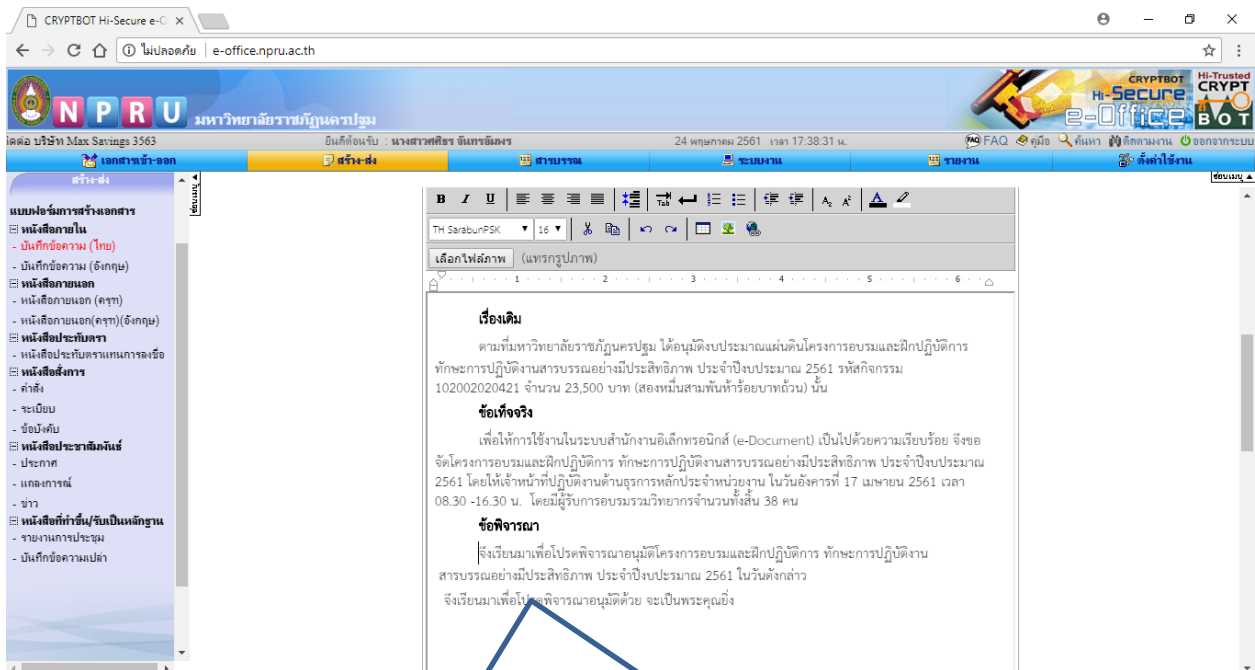 CRYPTBOT Hi-Secure e-O
ไม่ปลอดภัย | e-office.npru.ac.th
N P R U มหาวิทยาลัยราชภัฏนครปฐม
CRYPTBOT
Hi-Secure
e-Office
Hi-Trusted
CRYPT
BOT
ติดต่อ บริษัท Max Savings 3563
ยินดีต้อนรับ : นางสาวศศิธร จันทรัมพร
24 พฤษภาคม 2561 เวลา 17:38:31 น.
FAQ คู่มือ ค้นหา ติดตามงาน ออกจากระบบ
เอกสารเข้า-ออก สร้าง-ส่ง สารบรรณ ระบบงาน รายงาน ตั้งค่าใช้งาน
สร้าง-ส่ง
ซ่อนเมนู
ซ่อนเมนู
แบบฟอร์มการสร้างเอกสาร
หนังสือภายใน
- บันทึกข้อความ (ไทย)
- บันทึกข้อความ (อังกฤษ)
หนังสือภายนอก
- หนังสือภายนอก (ครุฑ)
- หนังสือภายนอก(ครุฑ)(อังกฤษ)
หนังสือประทับตรา
- หนังสือประทับตราแทนการลงชื่อ
หนังสือสั่งการ
- คำสั่ง
- ระเบียบ
- ข้อบังคับ
หนังสือประชาสัมพันธ์
- ประกาศ
- แถลงการณ์
- ข่าว
หนังสือที่ทำขึ้น/รับเป็นหลักฐาน
- รายงานการประชุม
- บันทึกข้อความเปล่า
B I U Tab A₂ A² A
TH SarabunPSK 16
เลือกไฟล์ภาพ (แทรกรูปภาพ)
1 2 3 4 5 6
เรื่องเดิม
ตามที่มหาวิทยาลัยราชภัฏนครปฐม ได้อนุมัติงบประมาณแผ่นดินโครงการอบรมและฝึกปฏิบัติการ
ทักษะการปฏิบัติงานสารบรรณอย่างมีประสิทธิภาพ ประจำปีงบประมาณ 2561 รหัสกิจกรรม
102002020421 จำนวน 23,500 บาท (สองหมื่นสามพันห้าร้อยบาทถ้วน) นั้น
ข้อเท็จจริง
เพื่อให้การใช้งานในระบบสำนักงานอิเล็กทรอนิกส์ (e-Document) เป็นไปด้วยความเรียบร้อย จึงขอ
จัดโครงการอบรมและฝึกปฏิบัติการ ทักษะการปฏิบัติงานสารบรรณอย่างมีประสิทธิภาพ ประจำปีงบประมาณ
2561 โดยให้เจ้าหน้าที่ปฏิบัติงานด้านธุรการหลักประจำหน่วยงาน ในวันอังคารที่ 17 เมษายน 2561 เวลา
08.30 -16.30 น. โดยมีผู้รับการอบรมรวมวิทยากรจำนวนทั้งสิ้น 38 คน
ข้อพิจารณา
จึงเรียนมาเพื่อโปรดพิจารณาอนุมัติโครงการอบรมและฝึกปฏิบัติการ ทักษะการปฏิบัติงาน
สารบรรณอย่างมีประสิทธิภาพ ประจำปีงบประมาณ 2561 ในวันดังกล่าว
จึงเรียนมาเพื่อโปรดพิจารณาอนุมัติด้วย จะเป็นพระคุณยิ่ง